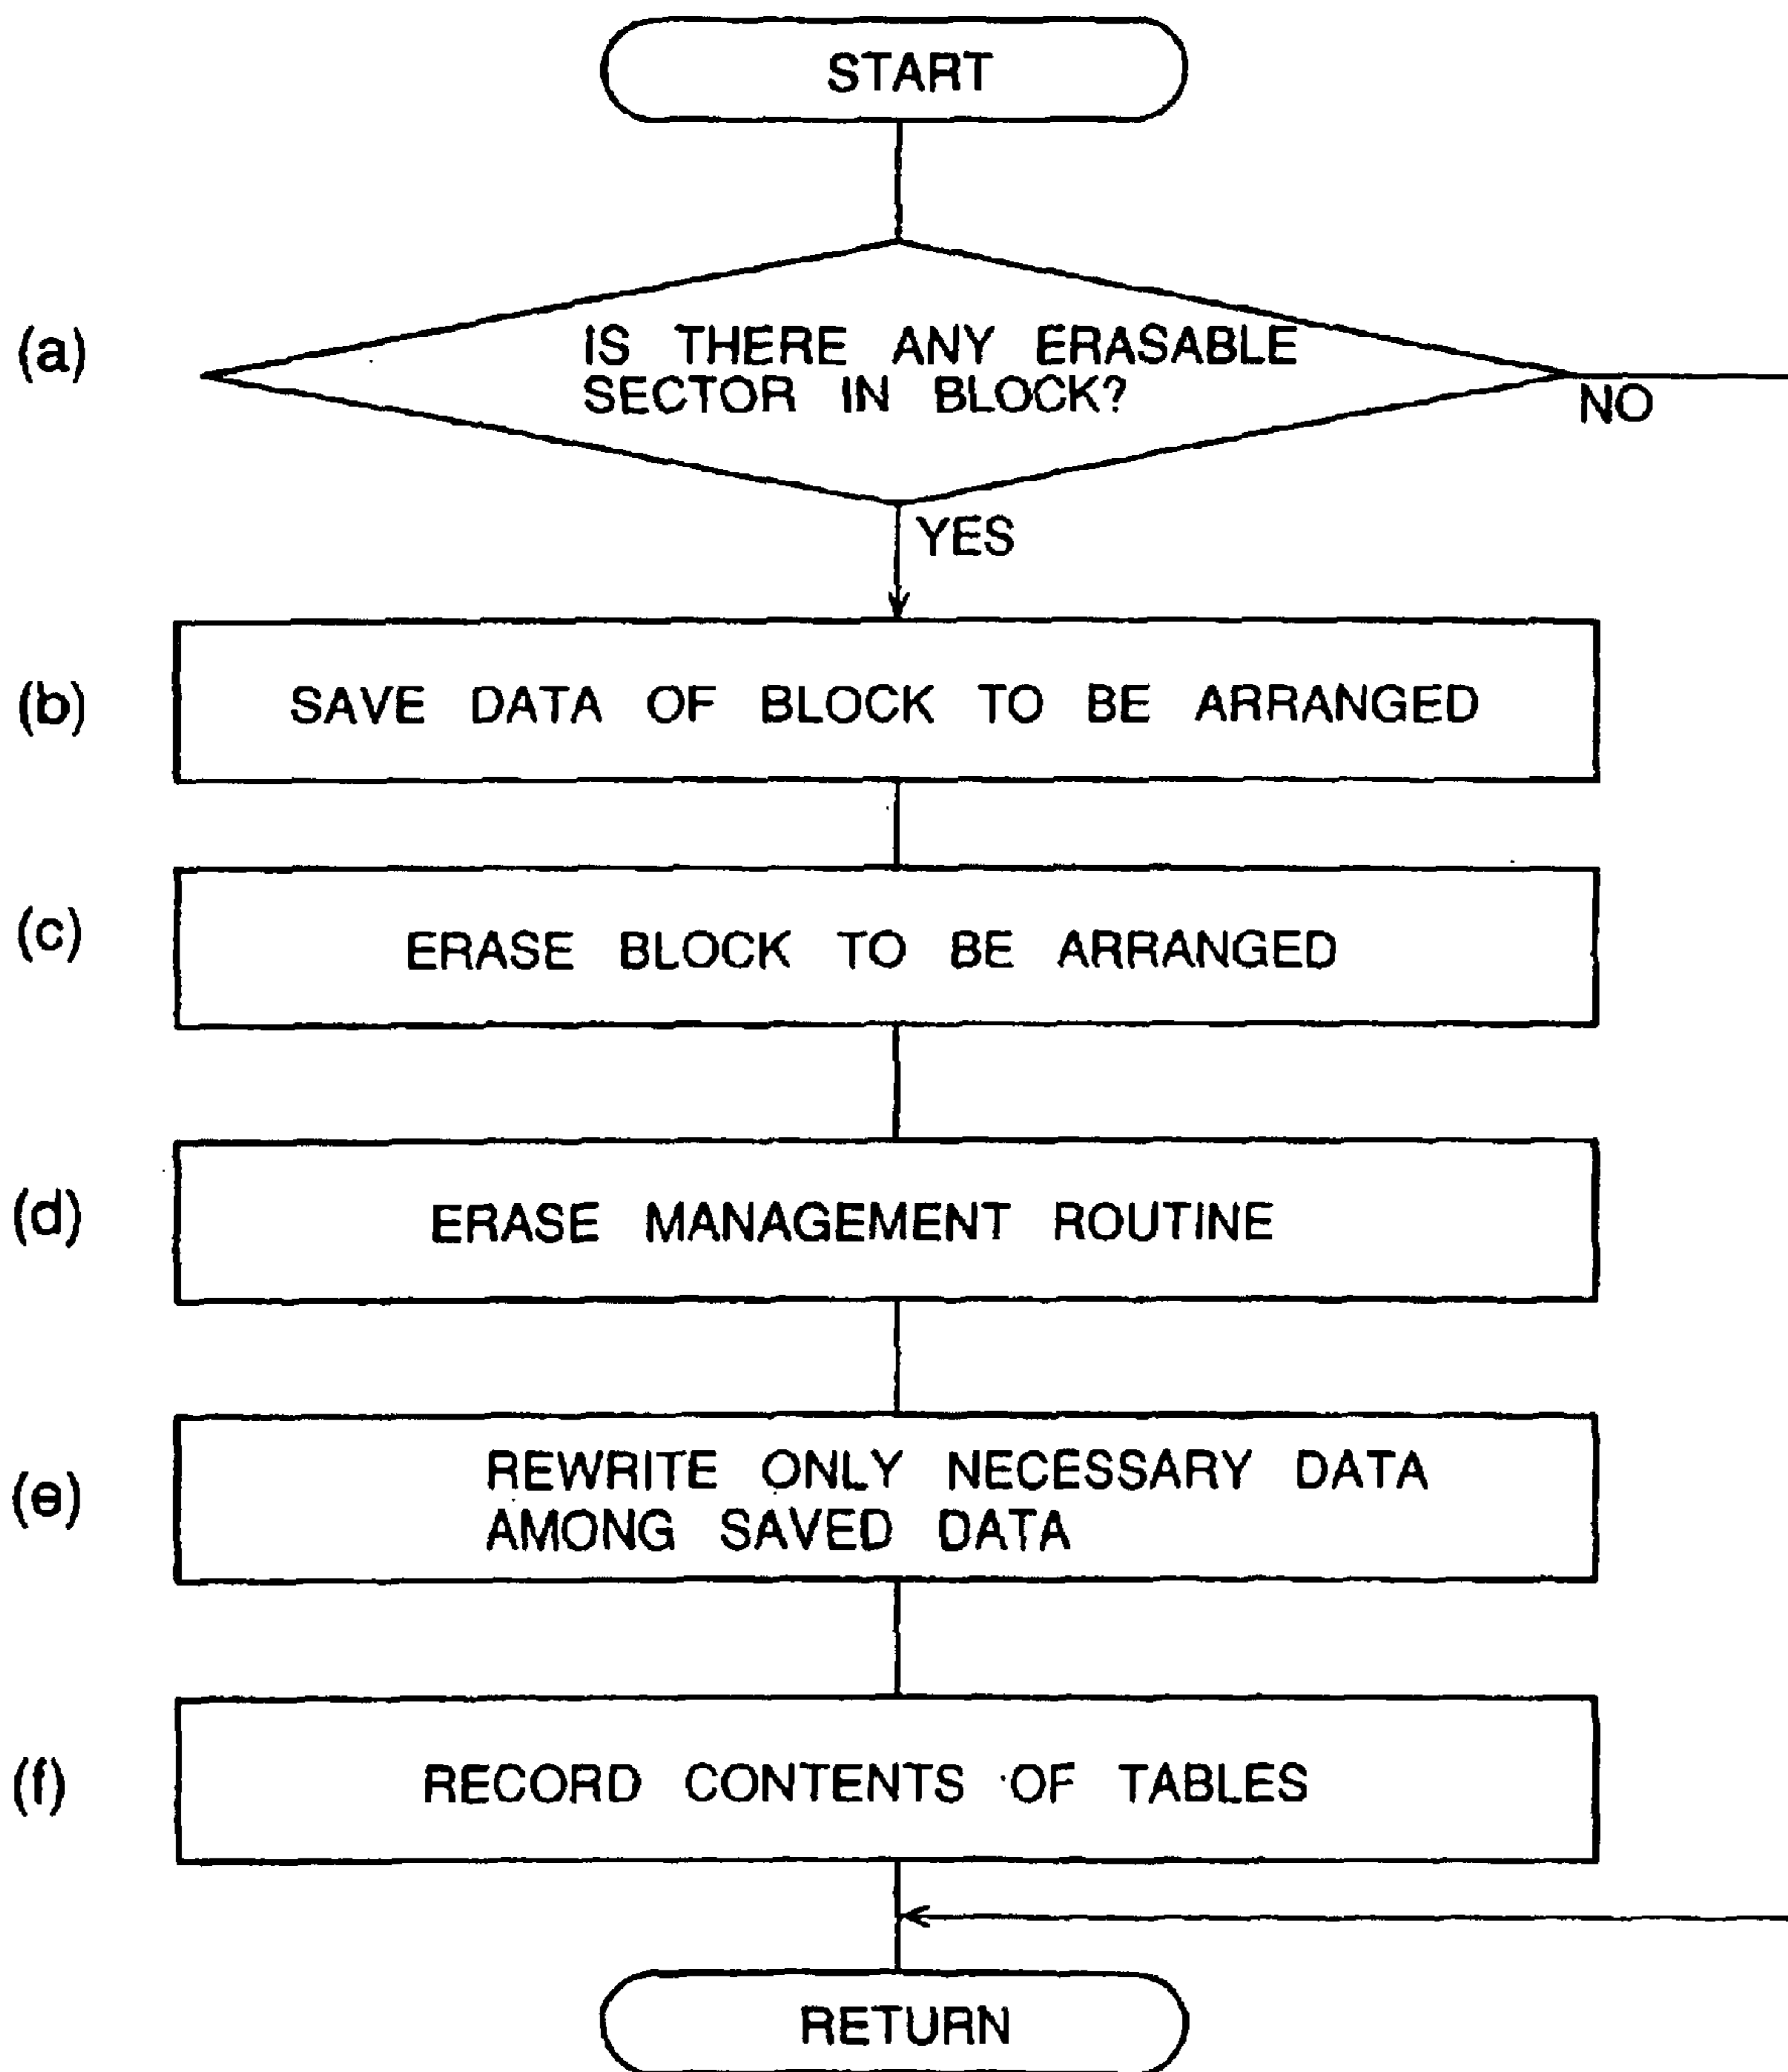 START
(a)
IS THERE ANY ERASABLE
SECTOR IN BLOCK?
NO
YES
(b)
SAVE DATA OF BLOCK TO BE ARRANGED
(c)
ERASE BLOCK TO BE ARRANGED
(d)
ERASE MANAGEMENT ROUTINE
(e)
REWRITE ONLY NECESSARY DATA
AMONG SAVED DATA
(f)
RECORD CONTENTS OF TABLES
RETURN